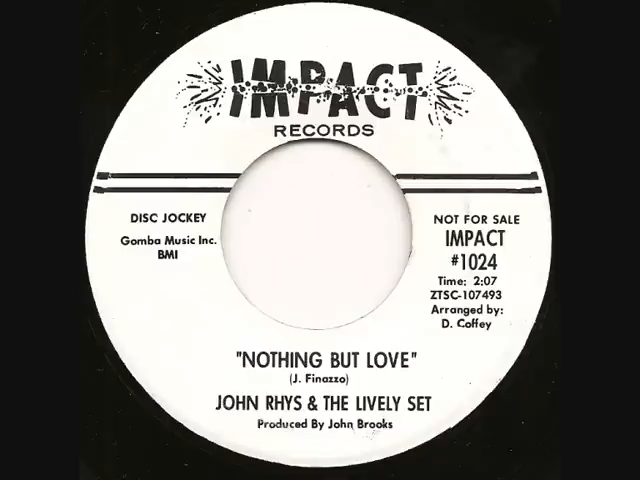 IMPACT
RECORDS
DISC JOCKEY
Gomba Music Inc.
BMI
NOT FOR SALE
IMPACT
#1024
Time: 2:07
ZTSC-107493
Arranged by:
D. Coffey
"NOTHING BUT LOVE"
(J. Finazzo)
JOHN RHYS & THE LIVELY SET
Produced By John Brooks